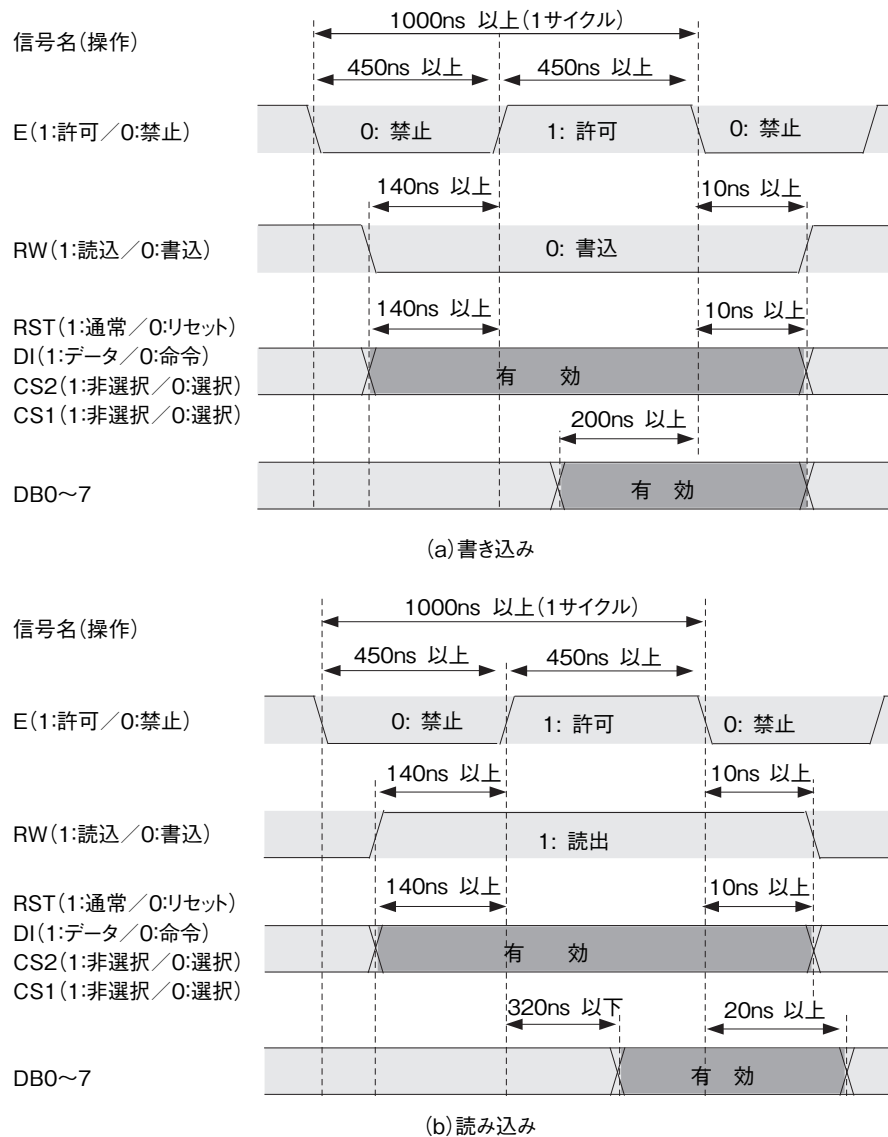 1000ns 以上(1サイクル)
信号名(操作)
450ns 以上 450ns 以上
E(1:許可／0:禁止) 0: 禁止 1: 許可 0: 禁止
140ns 以上 10ns 以上
RW(1:読込／0:書込) 0: 書込
RST(1:通常／0:リセット) 140ns 以上 10ns 以上
DI(1:データ／0:命令)
CS2(1:非選択／0:選択) 有 効
CS1(1:非選択／0:選択)
200ns 以上
DB0〜7 有 効
(a)書き込み
1000ns 以上(1サイクル)
信号名(操作)
450ns 以上 450ns 以上
E(1:許可／0:禁止) 0: 禁止 1: 許可 0: 禁止
140ns 以上 10ns 以上
RW(1:読込／0:書込) 1: 読出
RST(1:通常／0:リセット) 140ns 以上 10ns 以上
DI(1:データ／0:命令)
CS2(1:非選択／0:選択) 有 効
CS1(1:非選択／0:選択)
320ns 以下 20ns 以上
DB0〜7 有 効
(b)読み込み